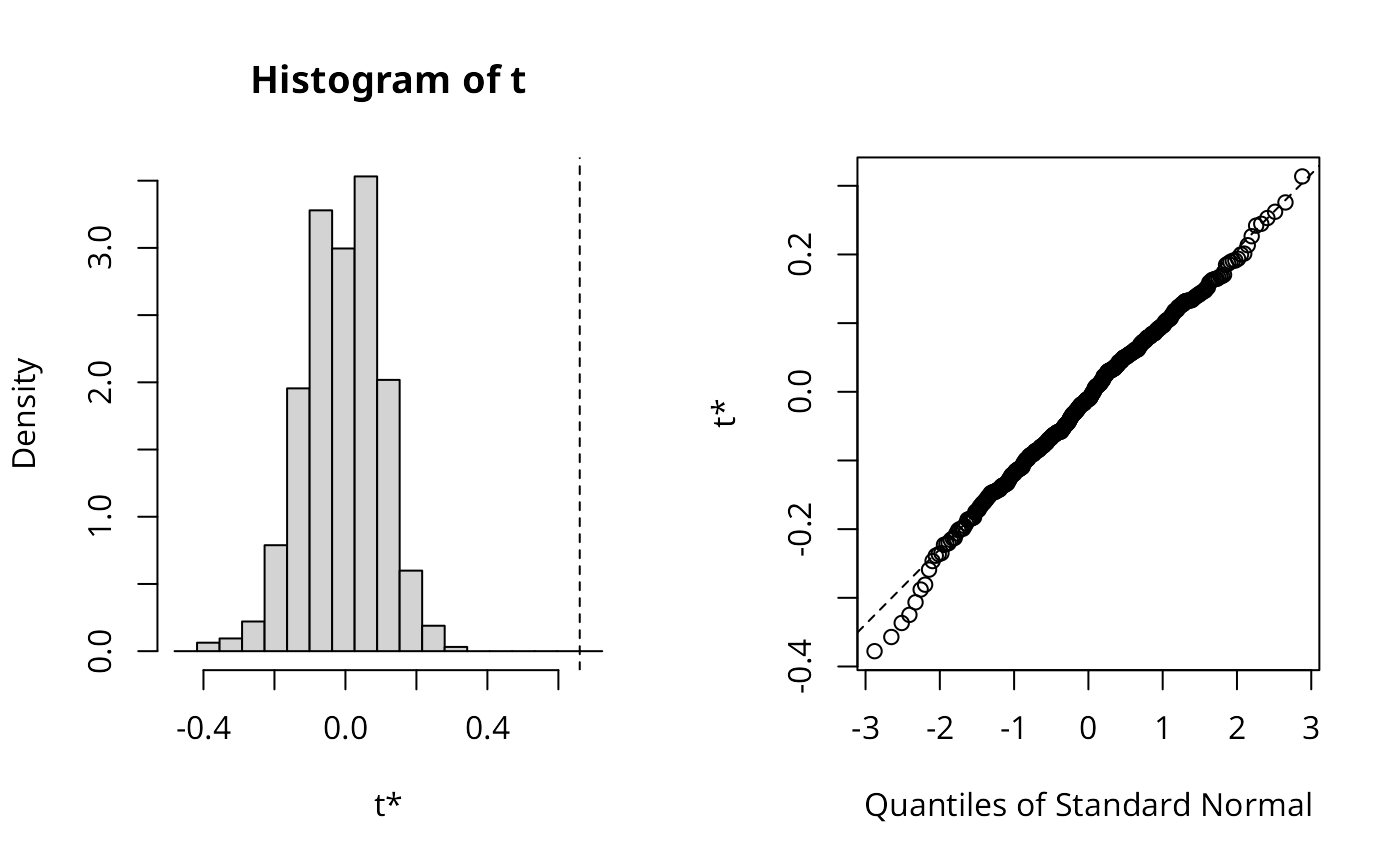 Histogram of t
Density
0.0 1.0 2.0 3.0
-0.4 0.0 0.4
t*
t*
-0.4 -0.2 0.0 0.2
-3 -2 -1 0 1 2 3
Quantiles of Standard Normal